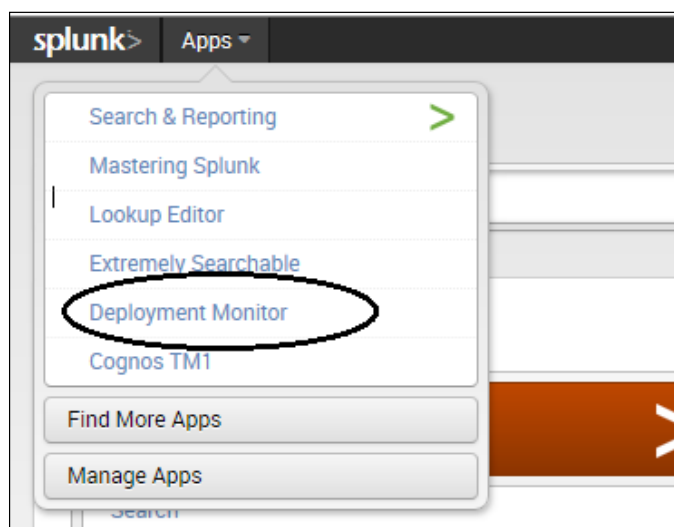 splunk> Apps
Search & Reporting >
Mastering Splunk
Lookup Editor
Extremely Searchable
Deployment Monitor
Cognos TM1
Find More Apps
Manage Apps
Search